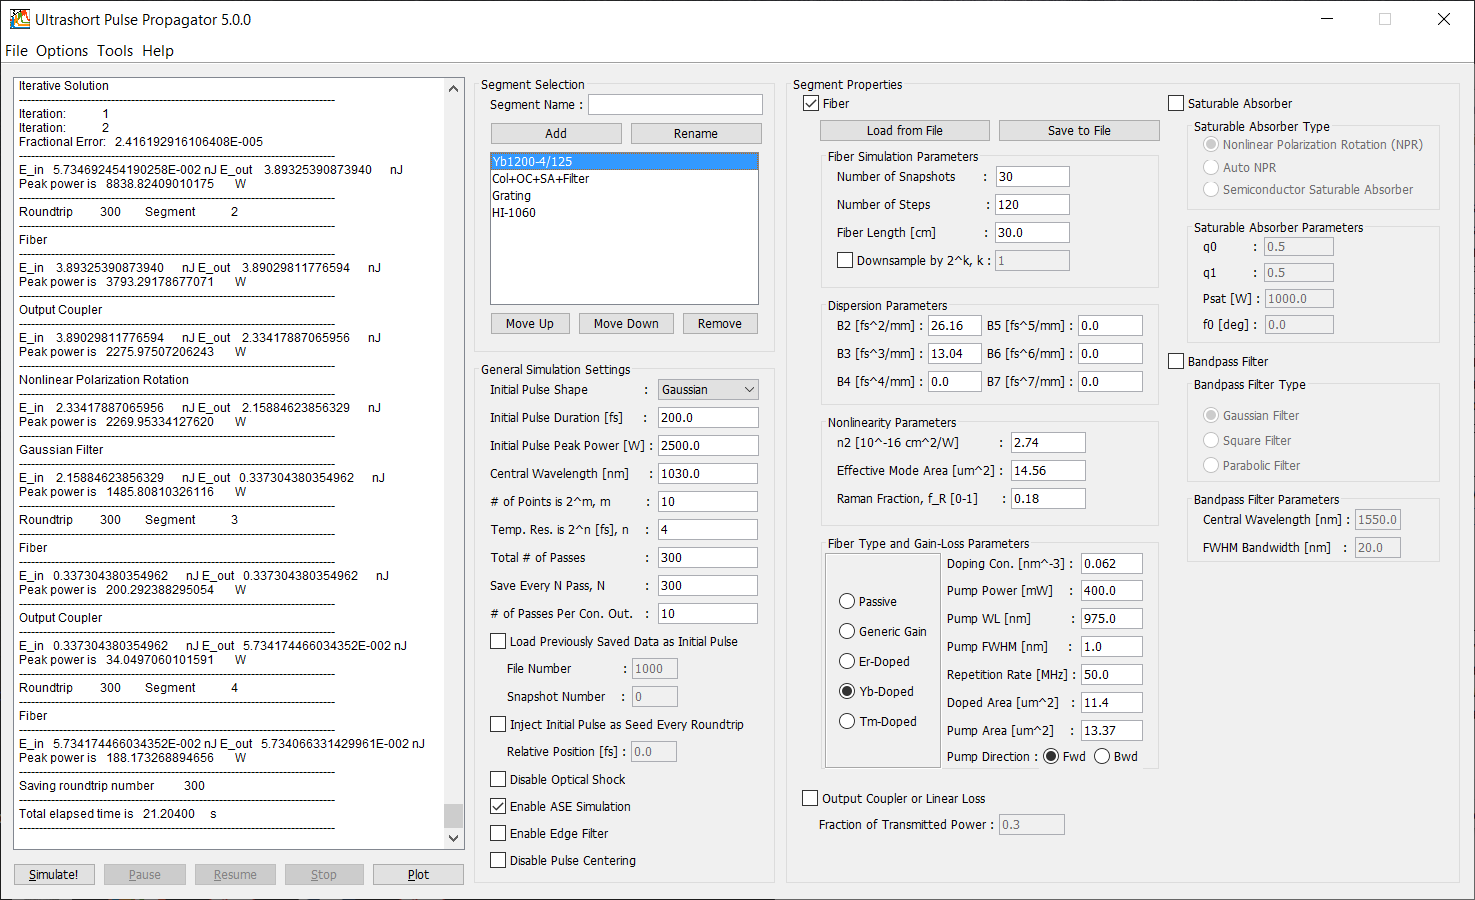 Ultrashort Pulse Propagator 5.0.0
File Options Tools Help
Iterative Solution
Iteration: 1
Iteration: 2
Fractional Error: 2.416192916106408E-005
E_in 5.734692454190258E-002 nJ E_out 3.89325390873940 nJ
Peak power is 8838.82409010175 W
Roundtrip 300 Segment 2
Fiber
E_in 3.89325390873940 nJ E_out 3.89029811776594 nJ
Peak power is 3793.29178677071 W
Output Coupler
E_in 3.89029811776594 nJ E_out 2.33417887065956 nJ
Peak power is 2275.97507206243 W
Nonlinear Polarization Rotation
E_in 2.33417887065956 nJ E_out 2.15884623856329 nJ
Peak power is 2269.95334127620 W
Gaussian Filter
E_in 2.15884623856329 nJ E_out 0.337304380354962 nJ
Peak power is 1485.80810326116 W
Roundtrip 300 Segment 3
Fiber
E_in 0.337304380354962 nJ E_out 0.337304380354962 nJ
Peak power is 200.292388295054 W
Output Coupler
E_in 0.337304380354962 nJ E_out 5.734174466034352E-002 nJ
Peak power is 34.0497060101591 W
Roundtrip 300 Segment 4
Fiber
E_in 5.734174466034352E-002 nJ E_out 5.734066331429961E-002 nJ
Peak power is 188.173268894656 W
Saving roundtrip number 300
Total elapsed time is 21.20400 s
Simulate! Pause Resume Stop Plot
Segment Selection
Segment Name :
Add Rename
Yb1200-4/125
Col+OC+SA+Filter
Grating
HI-1060
Move Up Move Down Remove
General Simulation Settings
Initial Pulse Shape : Gaussian
Initial Pulse Duration [fs] : 200.0
Initial Pulse Peak Power [W] : 2500.0
Central Wavelength [nm] : 1030.0
# of Points is 2^m, m : 10
Temp. Res. is 2^n [fs], n : 4
Total # of Passes : 300
Save Every N Pass, N : 300
# of Passes Per Con. Out. : 10
Load Previously Saved Data as Initial Pulse
File Number : 1000
Snapshot Number : 0
Inject Initial Pulse as Seed Every Roundtrip
Relative Position [fs] : 0.0
Disable Optical Shock
Enable ASE Simulation
Enable Edge Filter
Disable Pulse Centering
Segment Properties
Fiber
Load from File Save to File
Fiber Simulation Parameters
Number of Snapshots : 30
Number of Steps : 120
Fiber Length [cm] : 30.0
Downsample by 2^k, k : 1
Dispersion Parameters
B2 [fs^2/mm] : 26.16 B5 [fs^5/mm] : 0.0
B3 [fs^3/mm] : 13.04 B6 [fs^6/mm] : 0.0
B4 [fs^4/mm] : 0.0 B7 [fs^7/mm] : 0.0
Nonlinearity Parameters
n2 [10^-16 cm^2/W] : 2.74
Effective Mode Area [um^2] : 14.56
Raman Fraction, f_R [0-1] : 0.18
Fiber Type and Gain-Loss Parameters
Passive
Generic Gain
Er-Doped
Yb-Doped
Tm-Doped
Doping Con. [nm^-3] : 0.062
Pump Power [mW] : 400.0
Pump WL [nm] : 975.0
Pump FWHM [nm] : 1.0
Repetition Rate [MHz] : 50.0
Doped Area [um^2] : 11.4
Pump Area [um^2] : 13.37
Pump Direction : Fwd Bwd
Output Coupler or Linear Loss
Fraction of Transmitted Power : 0.3
Saturable Absorber
Saturable Absorber Type
Nonlinear Polarization Rotation (NPR)
Auto NPR
Semiconductor Saturable Absorber
Saturable Absorber Parameters
q0 : 0.5
q1 : 0.5
Psat [W] : 1000.0
f0 [deg] : 0.0
Bandpass Filter
Bandpass Filter Type
Gaussian Filter
Square Filter
Parabolic Filter
Bandpass Filter Parameters
Central Wavelength [nm] : 1550.0
FWHM Bandwidth [nm] : 20.0